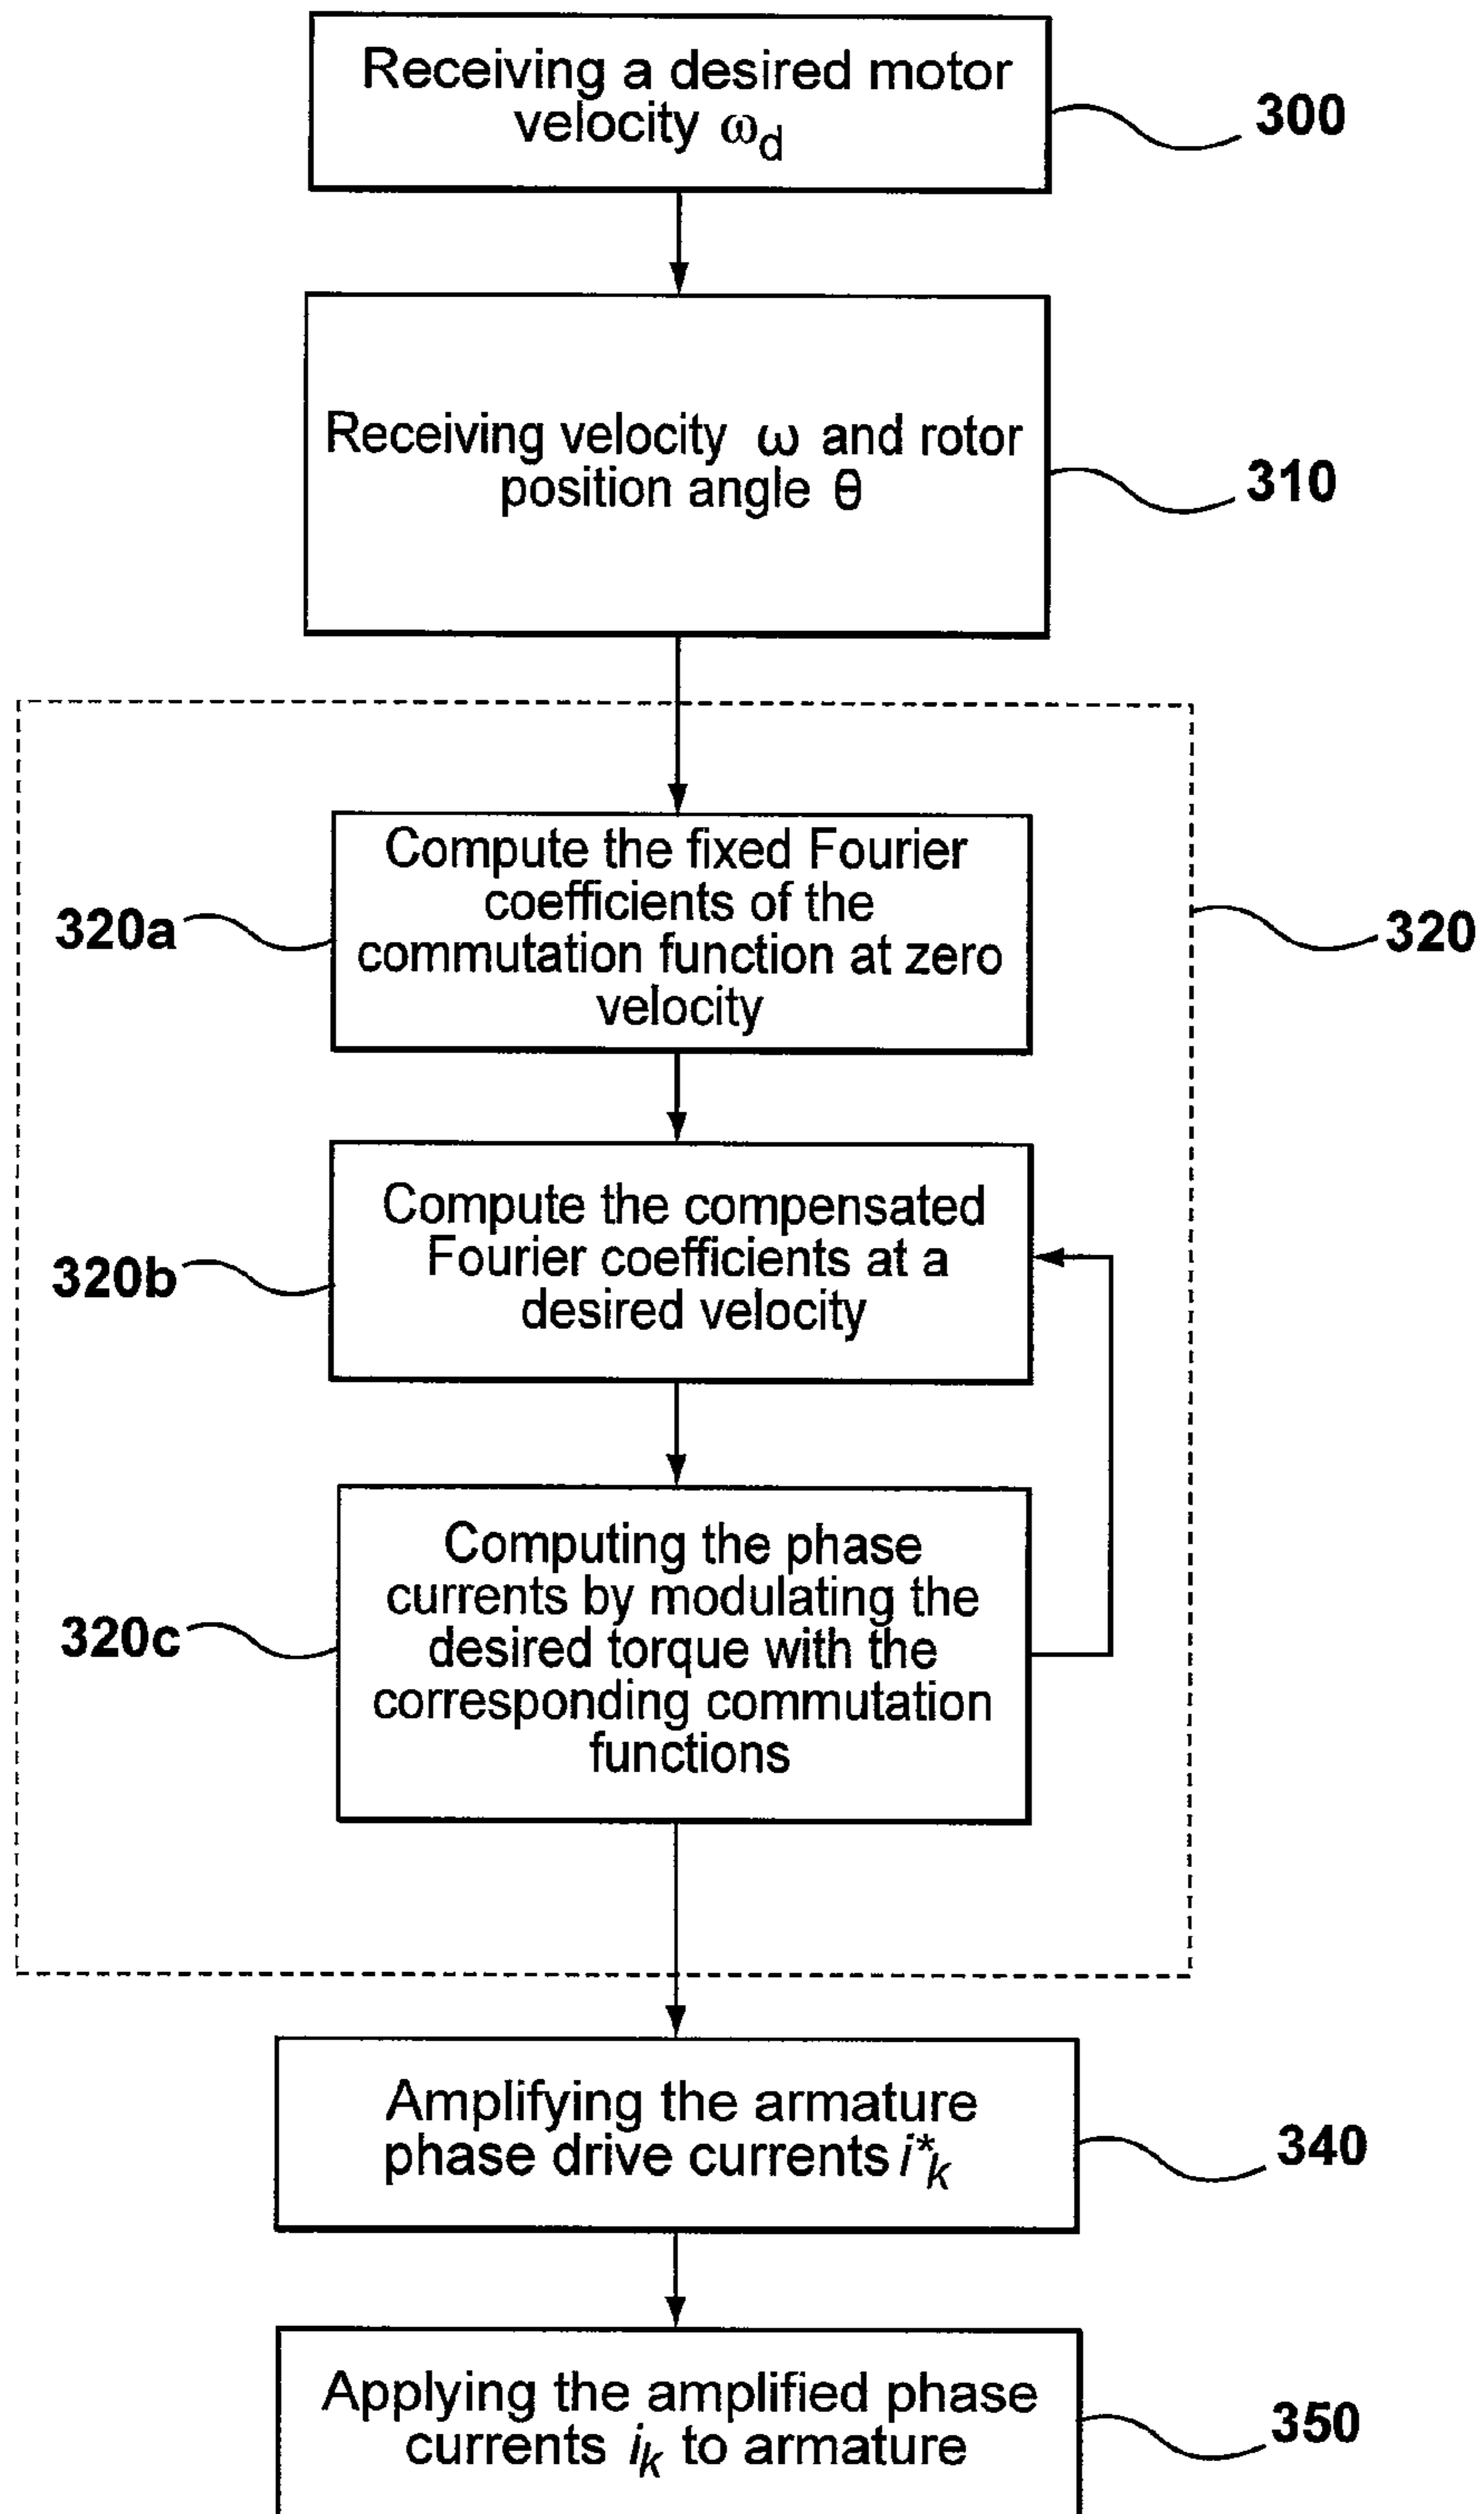 Receiving a desired motor
velocity ωd
300
Receiving velocity ω and rotor
position angle θ
310
Compute the fixed Fourier
coefficients of the
commutation function at zero
velocity
320a
320
Compute the compensated
Fourier coefficients at a
desired velocity
320b
Computing the phase
currents by modulating the
desired torque with the
corresponding commutation
functions
320c
Amplifying the armature
phase drive currents i*k
340
Applying the amplified phase
currents ik to armature
350